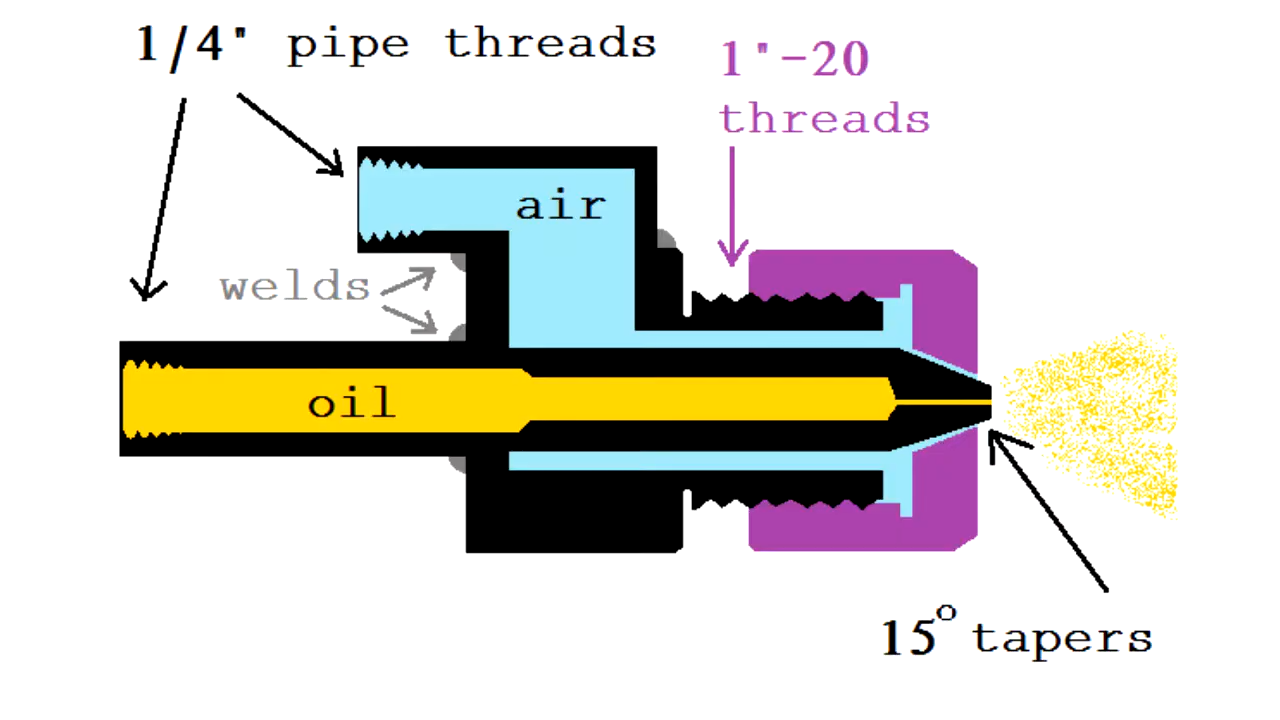 1/4" pipe threads
1"-20
threads
air
welds
oil
15° tapers